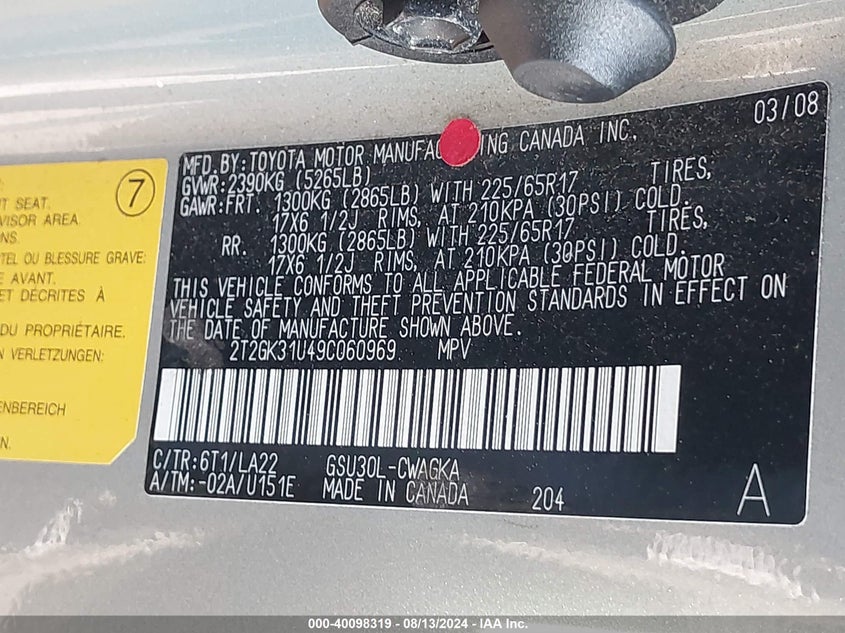 03/08
MFD.BY:TOYOTA MOTOR MANUFAC ING CANADA INC.
GVWR:2390KG (5265LB)
GAWR:FRT. 1300KG (2865LB) WITH 225/65R17 TIRES,
17X6 1/2J RIMS, AT 210KPA (30PSI) COLD.
RR. 1300KG (2865LB) WITH 225/65R17 TIRES,
17X6 1/2J RIMS, AT 210KPA (30PSI) COLD.
THIS VEHICLE CONFORMS TO ALL APPLICABLE FEDERAL MOTOR
VEHICLE SAFETY AND THEFT PREVENTION STANDARDS IN EFFECT ON
THE DATE OF MANUFACTURE SHOWN ABOVE.
2T2GK31U49C060969 MPV
C/TR:6T1/LA22 GSU30L-CWAGKA
A/TM:-02A/U151E MADE IN CANADA 204 A
7
T SEAT.
VISOR AREA.
NS.
TEL OU BLESSURE GRAVE:
E AVANT.
ET DÉCRITES À
DU PROPRIÉTAIRE.
N VERLETZUNGEN:
ENBEREICH
N.
000-40098319 - 08/13/2024 - IAA Inc.